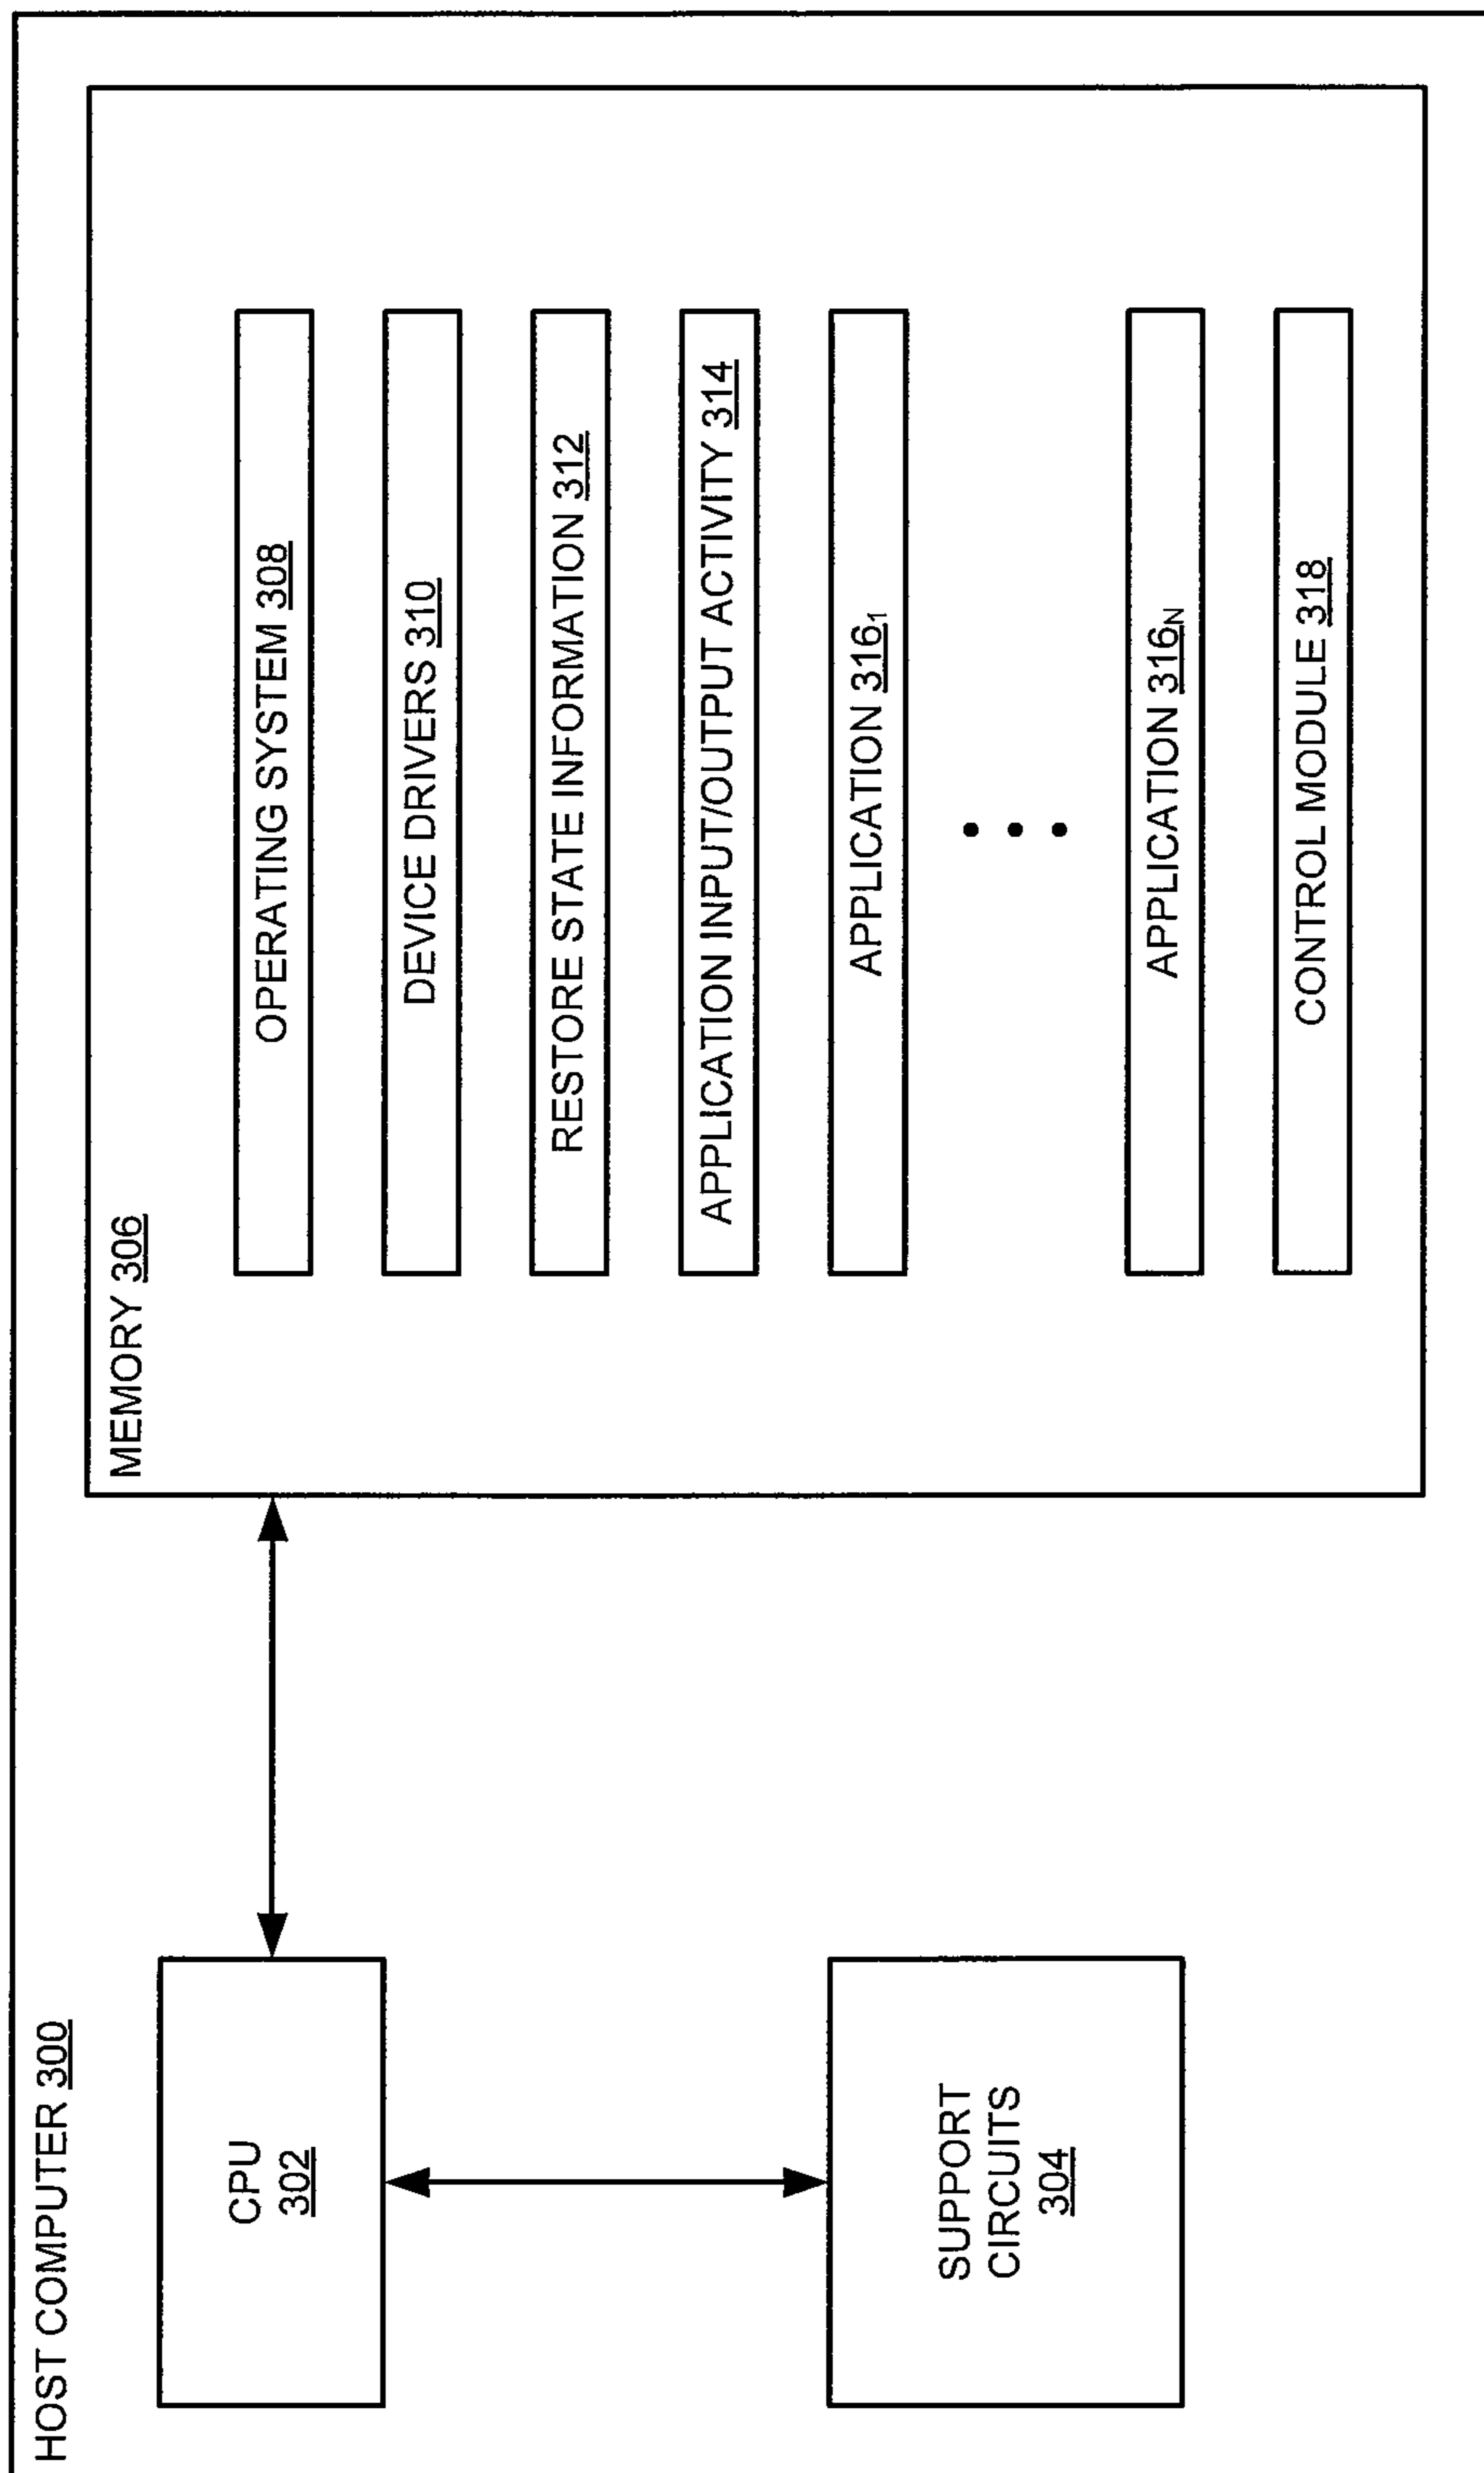 HOST COMPUTER 300
CPU
302
SUPPORT
CIRCUITS
304
MEMORY 306
OPERATING SYSTEM 308
DEVICE DRIVERS 310
RESTORE STATE INFORMATION 312
APPLICATION INPUT/OUTPUT ACTIVITY 314
APPLICATION 316₁
• • •
APPLICATION 316ₙ
CONTROL MODULE 318